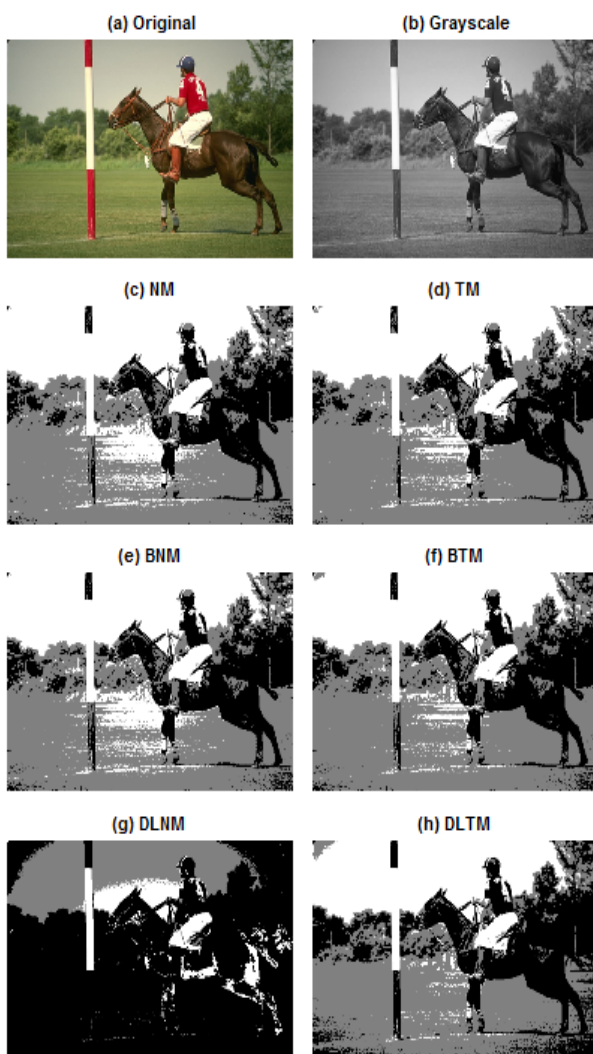 (a) Original
(b) Grayscale
(c) NM
(d) TM
(e) BNM
(f) BTM
(g) DLNM
(h) DLTM